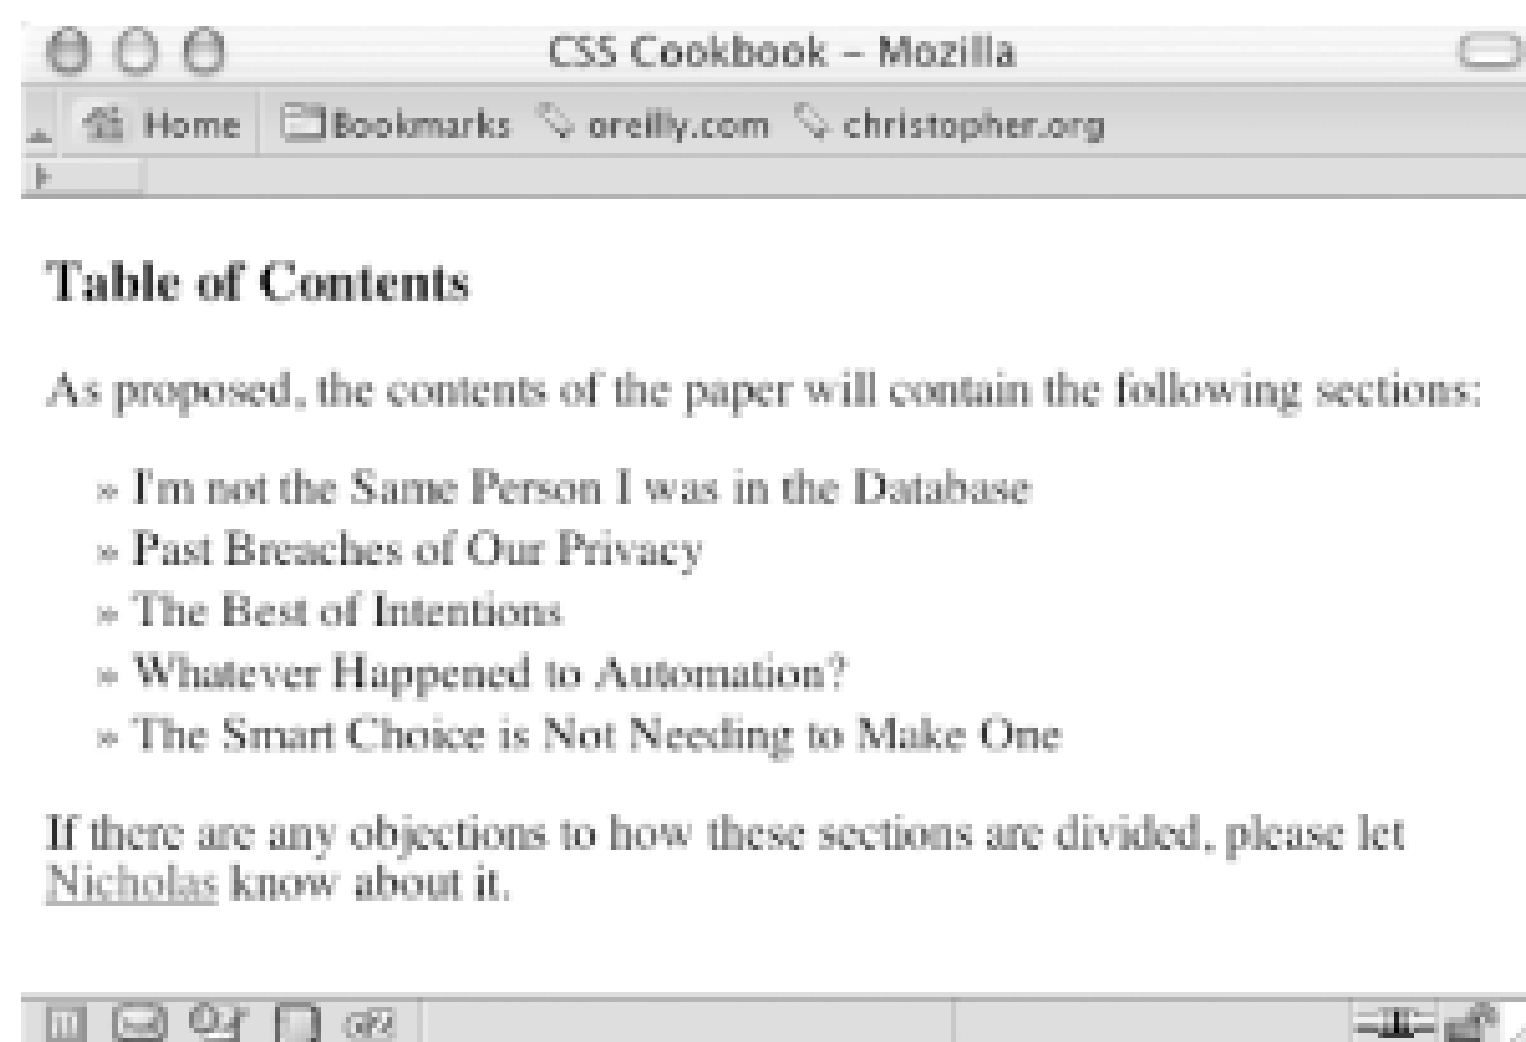 CSS Cookbook – Mozilla
Home Bookmarks oreilly.com christopher.org
Table of Contents
As proposed, the contents of the paper will contain the following sections:
» I'm not the Same Person I was in the Database
» Past Breaches of Our Privacy
» The Best of Intentions
» Whatever Happened to Automation?
» The Smart Choice is Not Needing to Make One
If there are any objections to how these sections are divided, please let
Nicholas know about it.